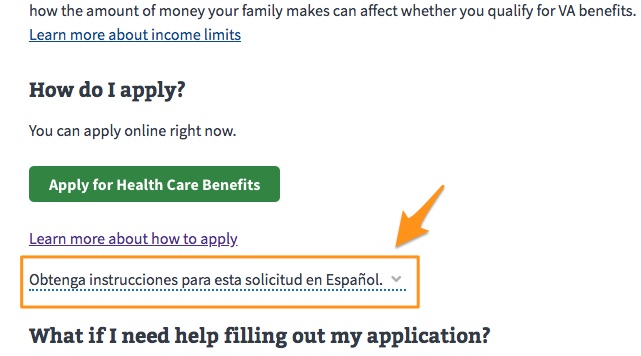 how the amount of money your family makes can affect whether you qualify for VA benefits.
Learn more about income limits
How do I apply?
You can apply online right now.
Apply for Health Care Benefits
Learn more about how to apply
Obtenga instrucciones para esta solicitud en Español.
What if I need help filling out my application?